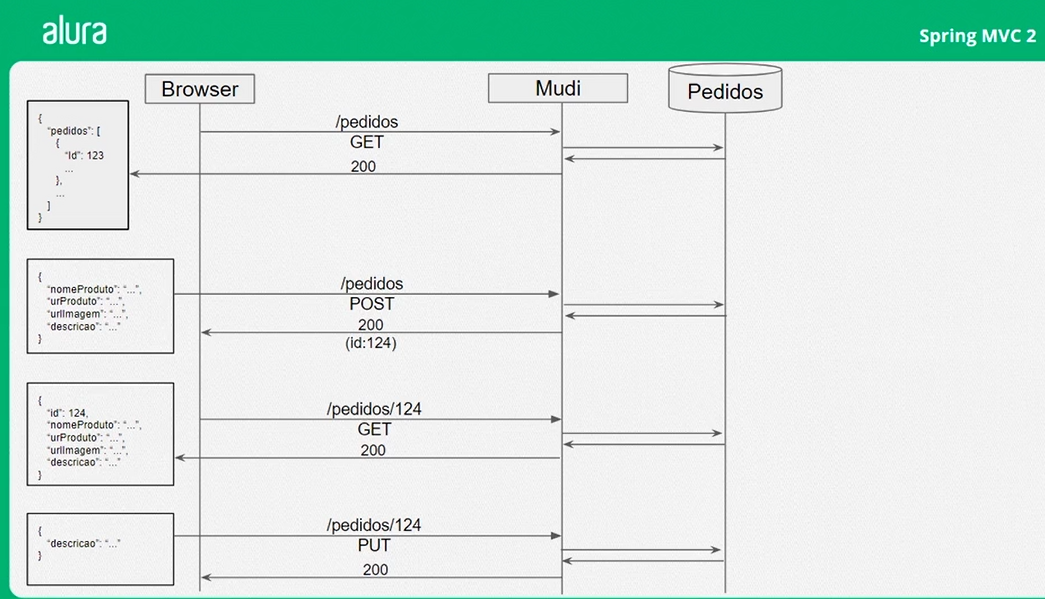 alura
Spring MVC 2
Browser
Mudi
Pedidos
{
"pedidos": [
{
"Id": 123
...
},
...
]
}
/pedidos
GET
200
{
"nomeProduto": "...",
"urProduto": "...",
"urlImagem": "...",
"descricao": "..."
}
/pedidos
POST
200
(id:124)
{
"id": 124,
"nomeProduto": "...",
"urProduto": "...",
"urlImagem": "...",
"descricao": "..."
}
/pedidos/124
GET
200
{
"descricao": "..."
}
/pedidos/124
PUT
200